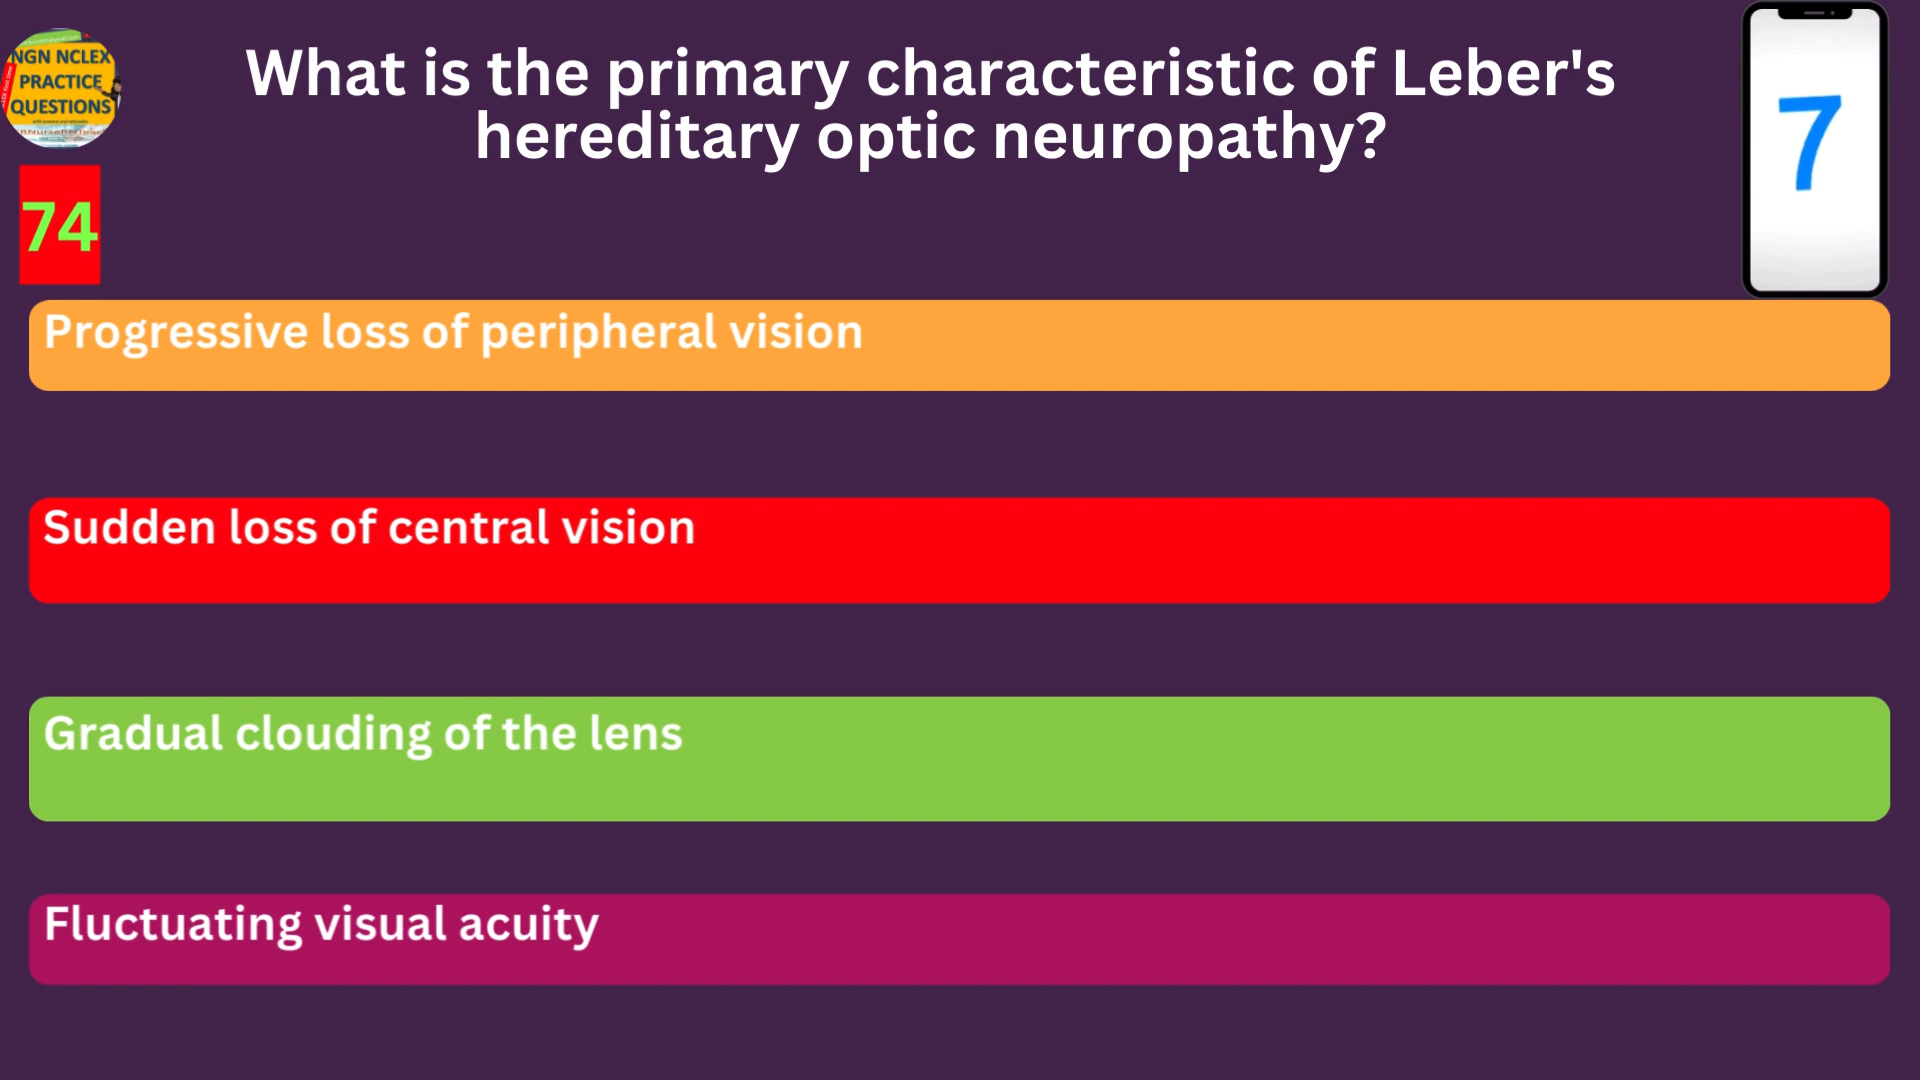 NGN NCLEX
PRACTICE
QUESTIONS
What is the primary characteristic of Leber's
hereditary optic neuropathy?
7
74
Progressive loss of peripheral vision
Sudden loss of central vision
Gradual clouding of the lens
Fluctuating visual acuity